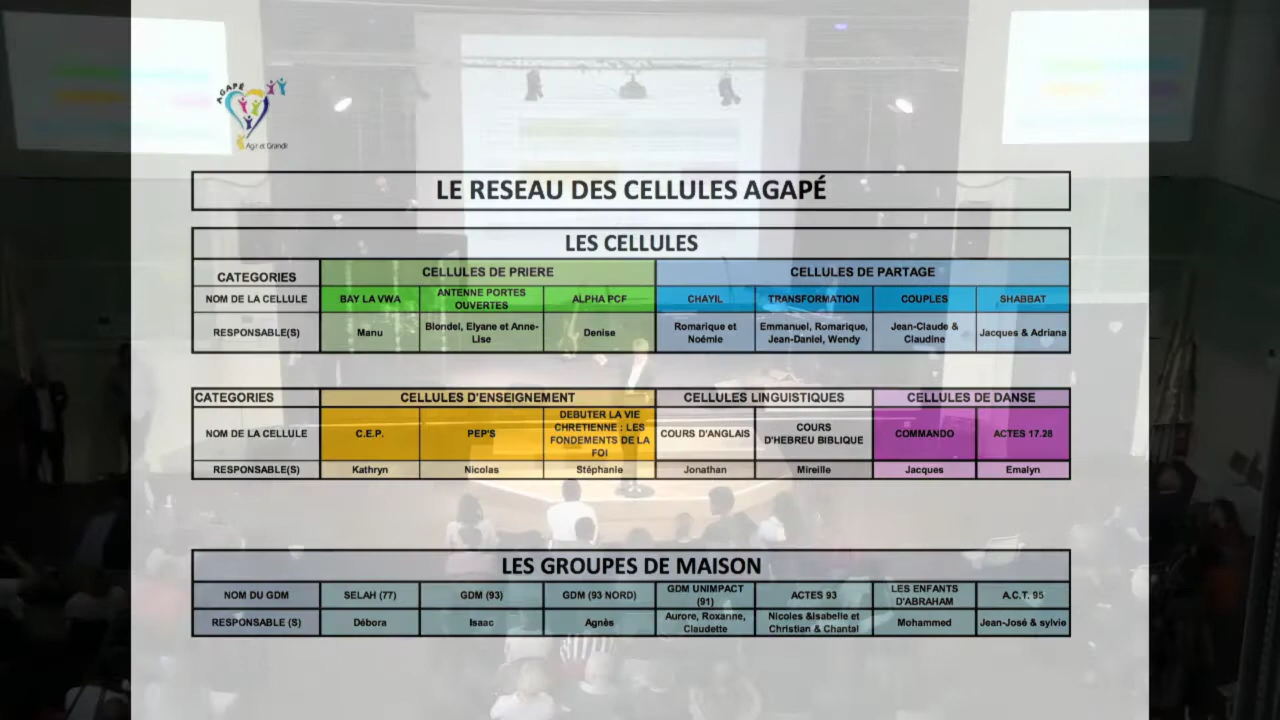 AGAPÉ
Agir et Grandir
LE RESEAU DES CELLULES AGAPÉ
LES CELLULES
CATEGORIES CELLULES DE PRIERE CELLULES DE PARTAGE
NOM DE LA CELLULE BAY LA VWA ANTENNE PORTES OUVERTES ALPHA PCF CHAYIL TRANSFORMATION COUPLES SHABBAT
RESPONSABLE(S) Manu Blondel, Elyane et Anne-Lise Denise Romarique et Noémie Emmanuel, Romarique, Jean-Daniel, Wendy Jean-Claude & Claudine Jacques & Adriana
CATEGORIES CELLULES D'ENSEIGNEMENT CELLULES LINGUISTIQUES CELLULES DE DANSE
NOM DE LA CELLULE C.E.P. PEP'S DEBUTER LA VIE CHRETIENNE : LES FONDEMENTS DE LA FOI COURS D'ANGLAIS COURS D'HEBREU BIBLIQUE COMMANDO ACTES 17.28
RESPONSABLE(S) Kathryn Nicolas Stéphanie Jonathan Mireille Jacques Emalyn
LES GROUPES DE MAISON
NOM DU GDM SELAH (77) GDM (93) GDM (93 NORD) GDM UNIMPACT (91) ACTES 93 LES ENFANTS D'ABRAHAM A.C.T. 95
RESPONSABLE (S) Débora Isaac Agnès Aurore, Roxanne, Claudette Nicoles &Isabelle et Christian & Chantal Mohammed Jean-José & sylvie